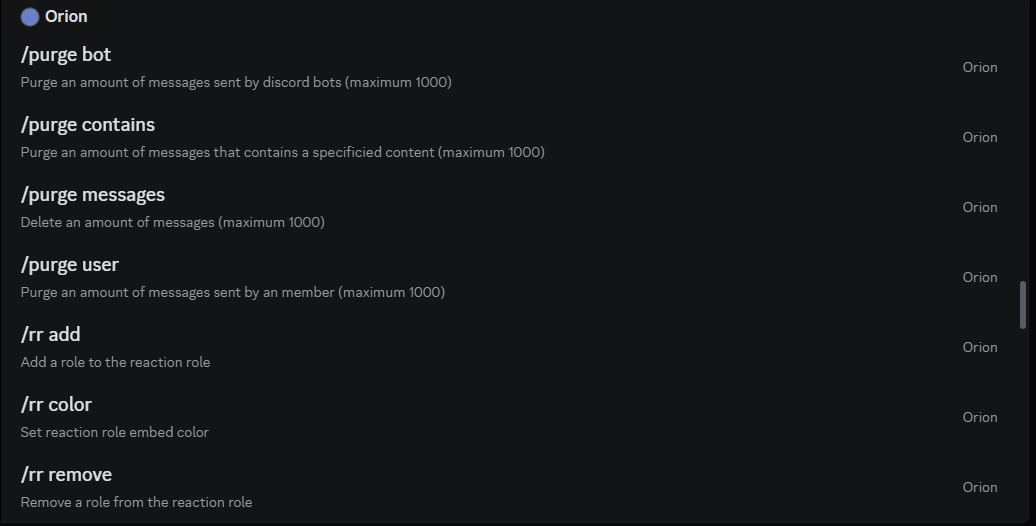 Orion
/purge bot
Purge an amount of messages sent by discord bots (maximum 1000)
Orion
/purge contains
Purge an amount of messages that contains a specificied content (maximum 1000)
Orion
/purge messages
Delete an amount of messages (maximum 1000)
Orion
/purge user
Purge an amount of messages sent by an member (maximum 1000)
Orion
/rr add
Add a role to the reaction role
Orion
/rr color
Set reaction role embed color
Orion
/rr remove
Remove a role from the reaction role
Orion